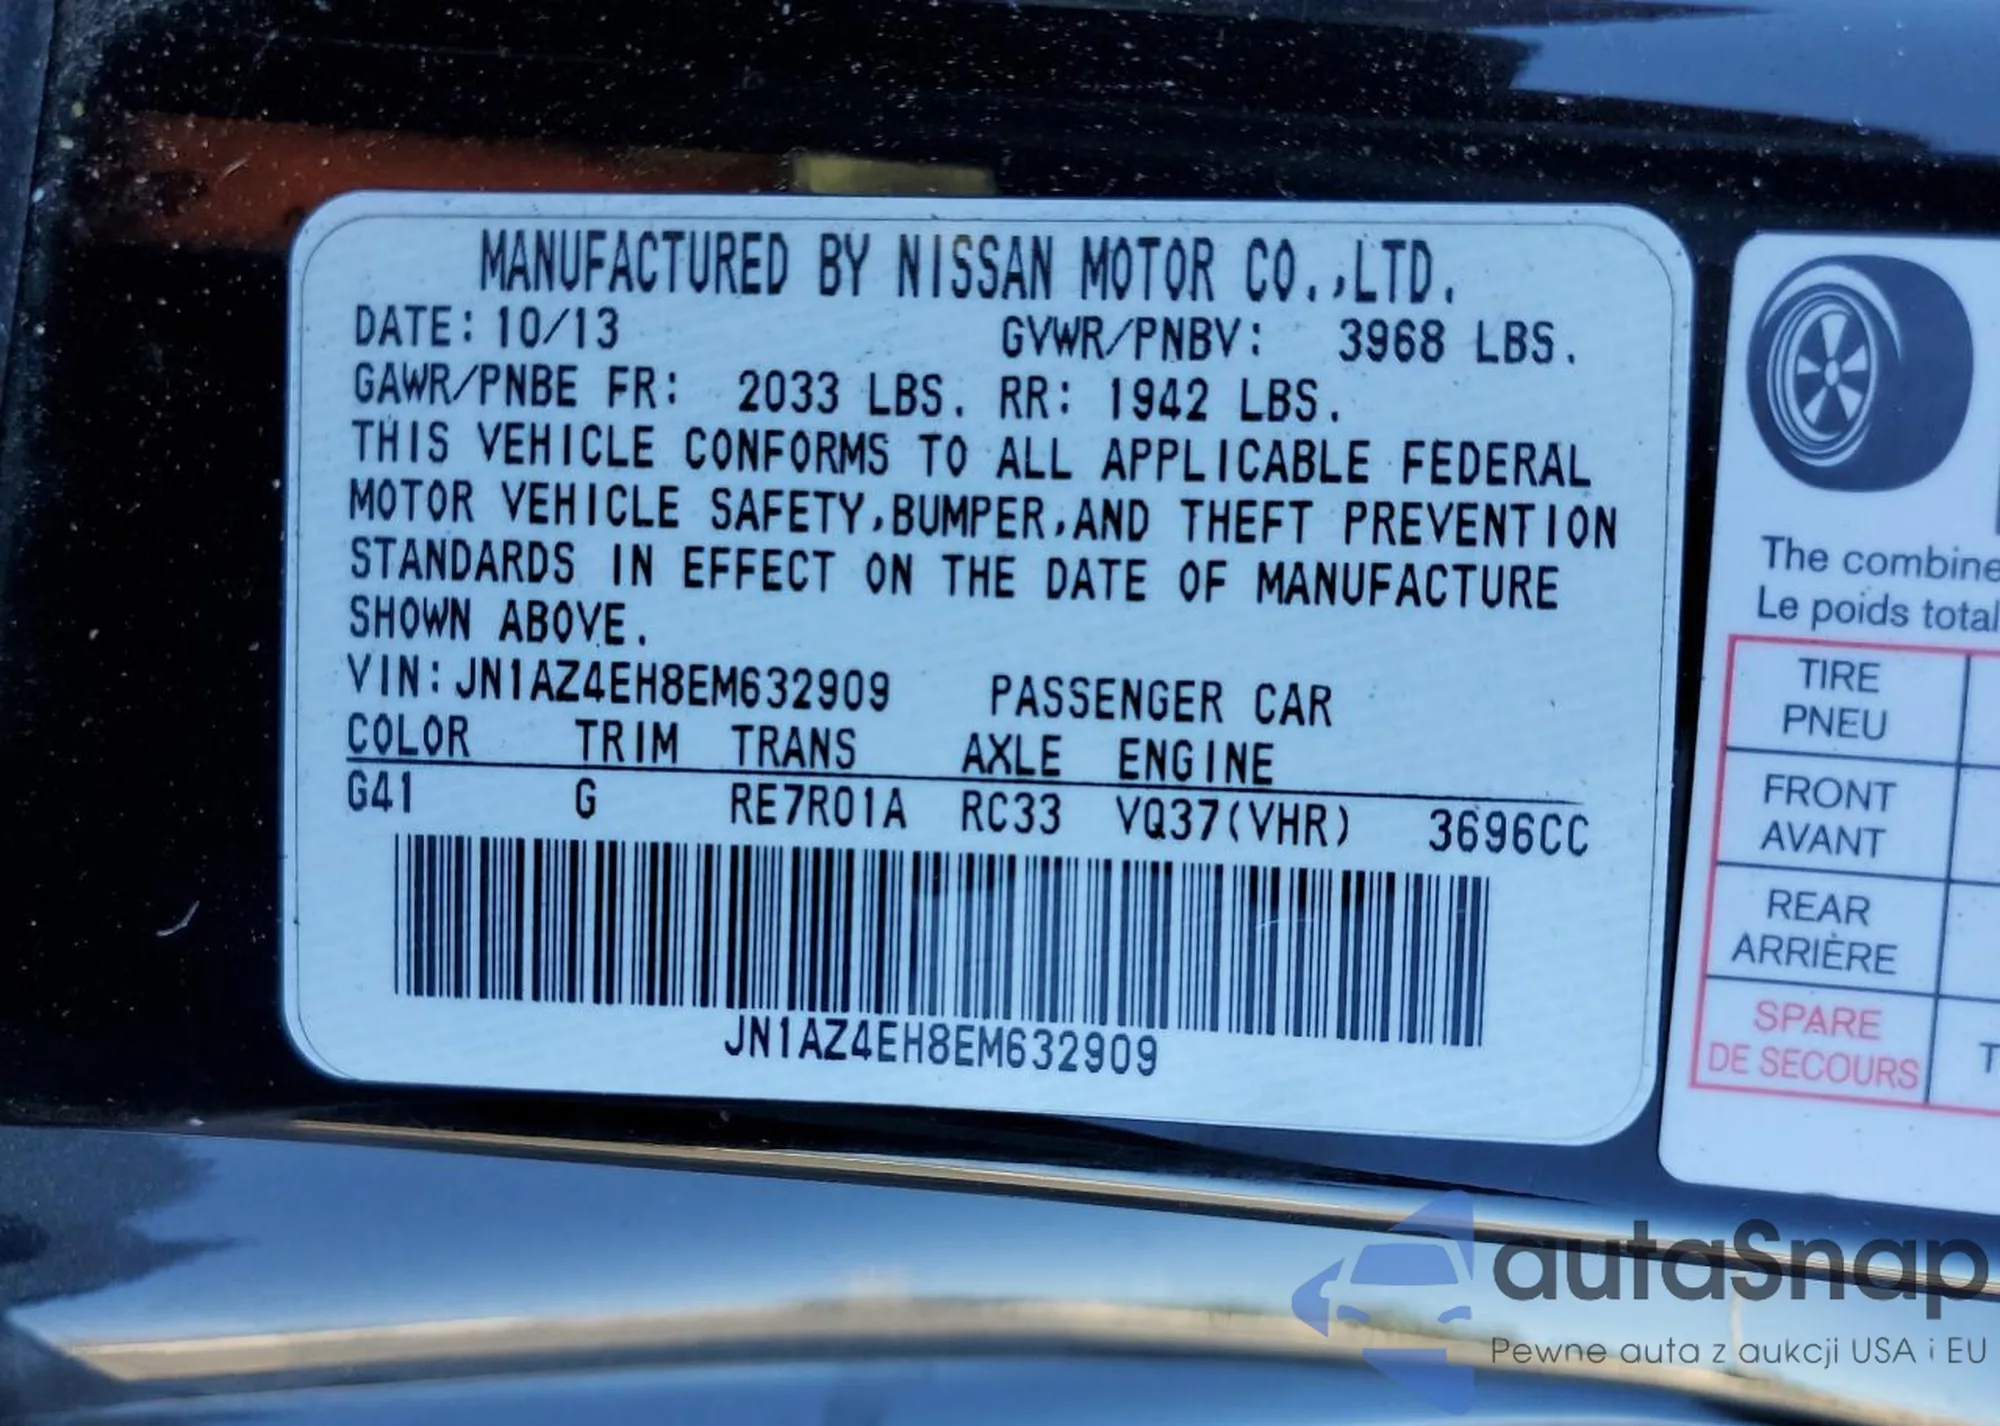 MANUFACTURED BY NISSAN MOTOR CO.,LTD.
DATE: 10/13 GVWR/PNBV: 3968 LBS.
GAWR/PNBE FR: 2033 LBS. RR: 1942 LBS.
THIS VEHICLE CONFORMS TO ALL APPLICABLE FEDERAL
MOTOR VEHICLE SAFETY,BUMPER,AND THEFT PREVENTION
STANDARDS IN EFFECT ON THE DATE OF MANUFACTURE
SHOWN ABOVE.
VIN:JN1AZ4EH8EM632909 PASSENGER CAR
COLOR TRIM TRANS AXLE ENGINE
G41 G RE7R01A RC33 VQ37(VHR) 3696CC
JN1AZ4EH8EM632909
The combine
Le poids total
TIRE
PNEU
FRONT
AVANT
REAR
ARRIÈRE
SPARE
DE SECOURS
T
autaSnap
Pewne auta z aukcji USA i EU